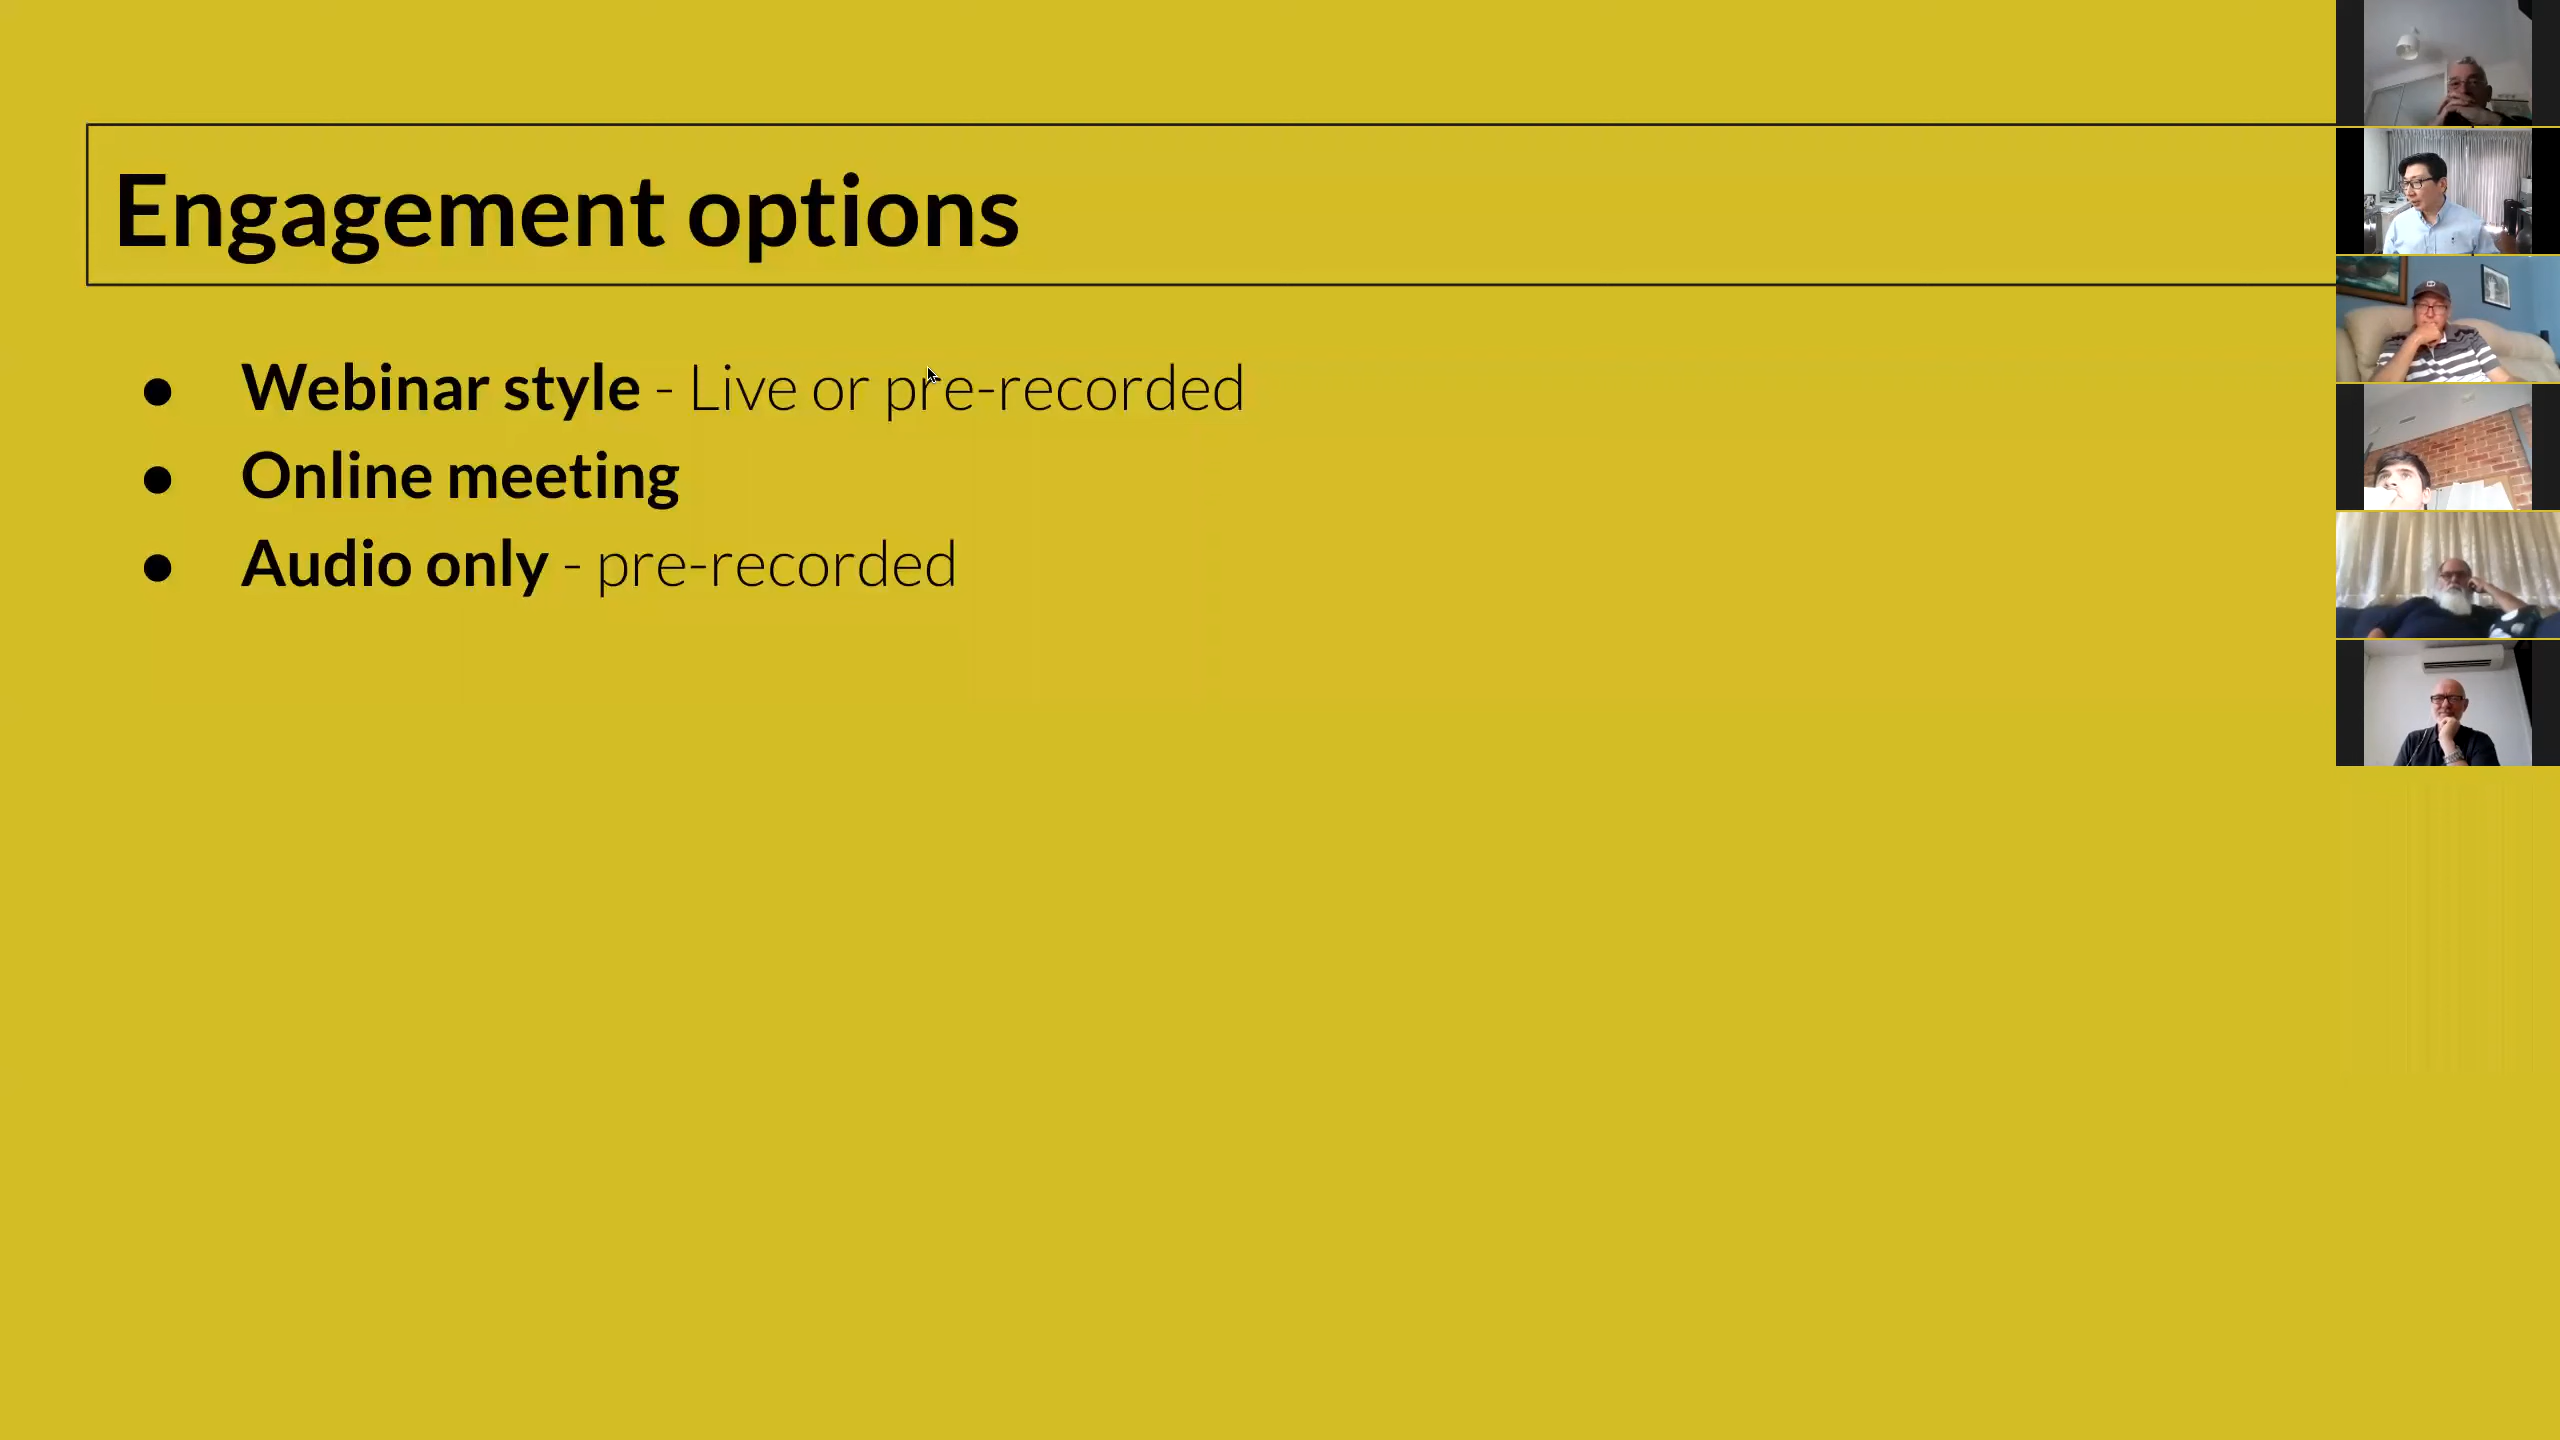 Engagement options
● Webinar style - Live or pre-recorded
● Online meeting
● Audio only - pre-recorded